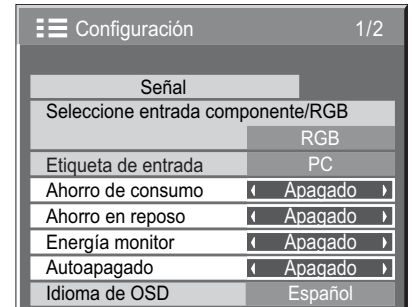 Configuración 1/2
Señal
Seleccione entrada componente/RGB
RGB
Etiqueta de entrada PC
Ahorro de consumo Apagado
Ahorro en reposo Apagado
Energía monitor Apagado
Autoapagado Apagado
Idioma de OSD Español